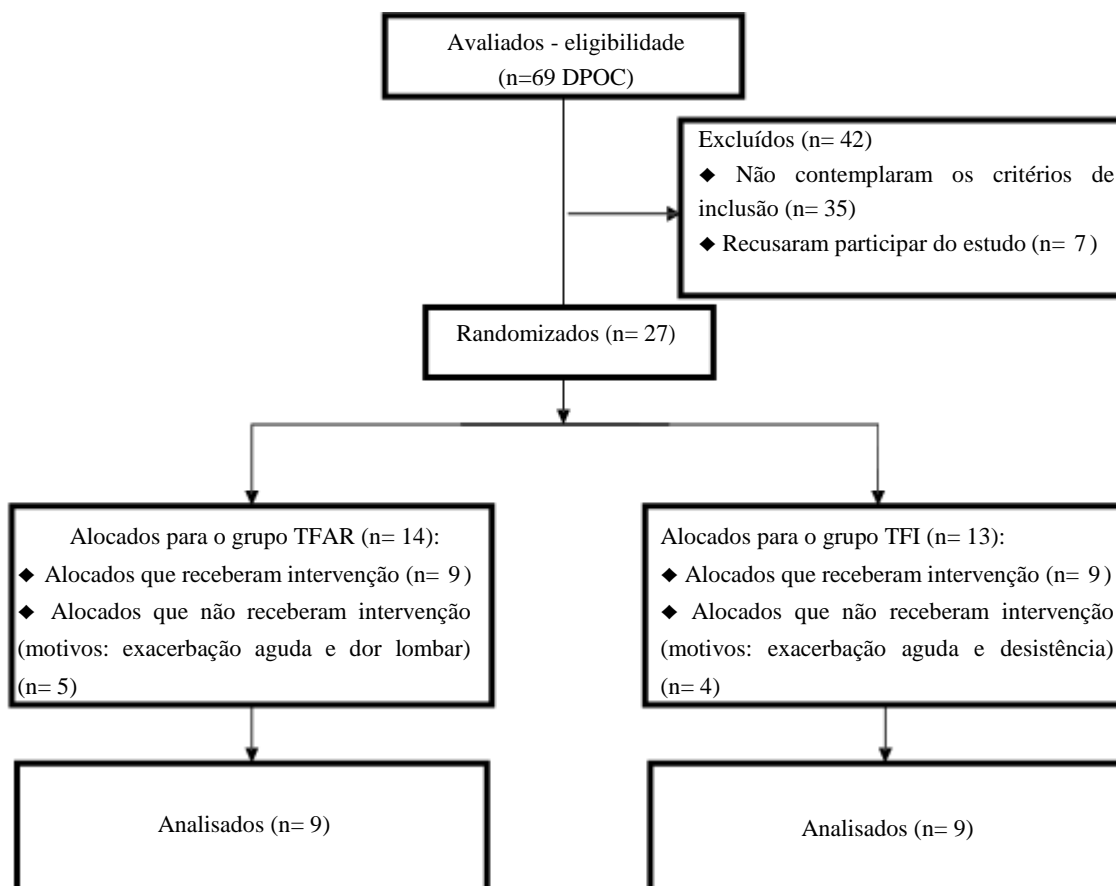 Avaliados - eligibilidade
(n=69 DPOC)
Excluídos (n= 42)
◆ Não contemplaram os critérios de
inclusão (n= 35)
◆ Recusaram participar do estudo (n= 7)
Randomizados (n= 27)
Alocados para o grupo TFAR (n= 14):
◆ Alocados que receberam intervenção (n= 9)
◆ Alocados que não receberam intervenção
(motivos: exacerbação aguda e dor lombar)
(n= 5)
Alocados para o grupo TFI (n= 13):
◆ Alocados que receberam intervenção (n= 9)
◆ Alocados que não receberam intervenção
(motivos: exacerbação aguda e desistência)
(n= 4)
Analisados (n= 9)
Analisados (n= 9)